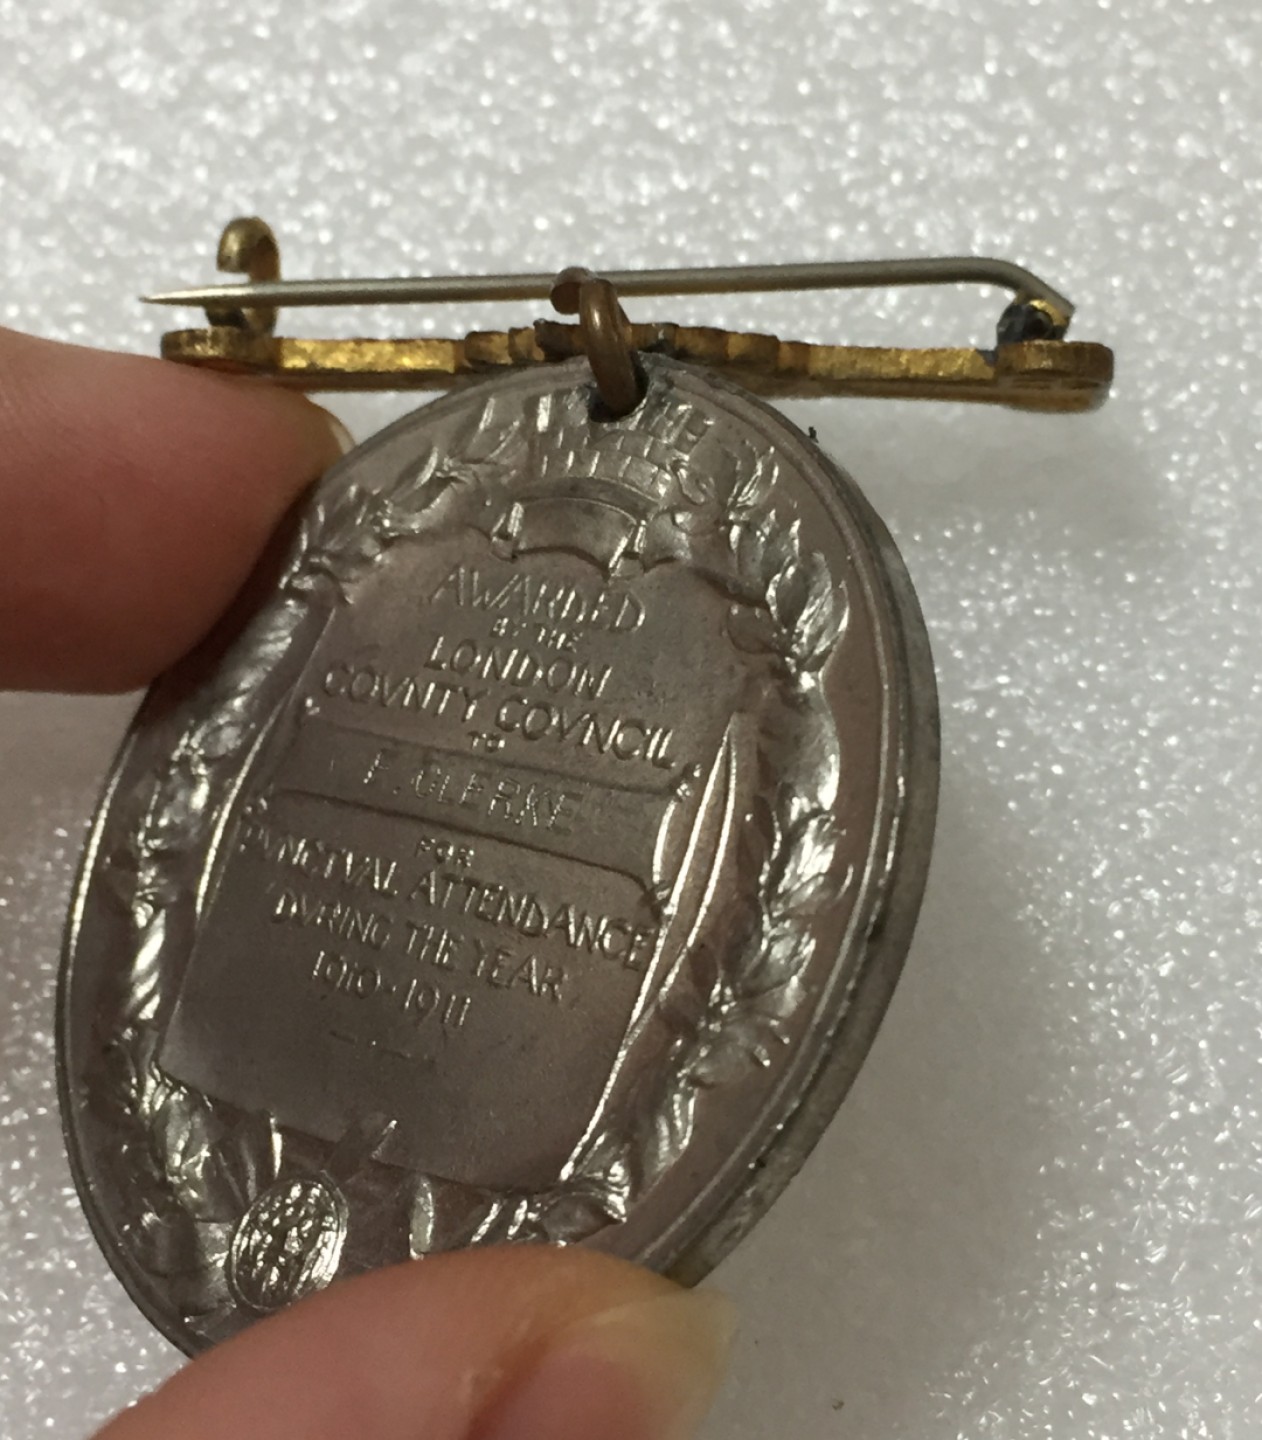 AWARDED
BY THE
LONDON
COVNTY COVNCIL
TO
F. CLERKE
FOR
PVNCTVAL ATTENDANCE
DVRING THE YEAR
1910-1911